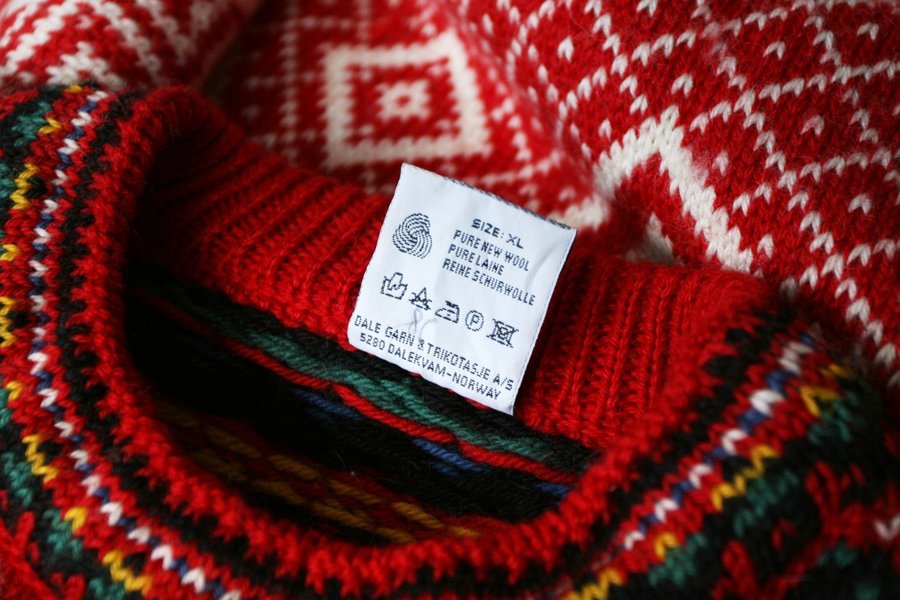 SIZE: XL
PURE NEW WOOL
PURE LAINE
REINE SCHURWOLLE
P
DALE GARN & TRIKOTASJE A/S
5280 DALEKVAM-NORWAY